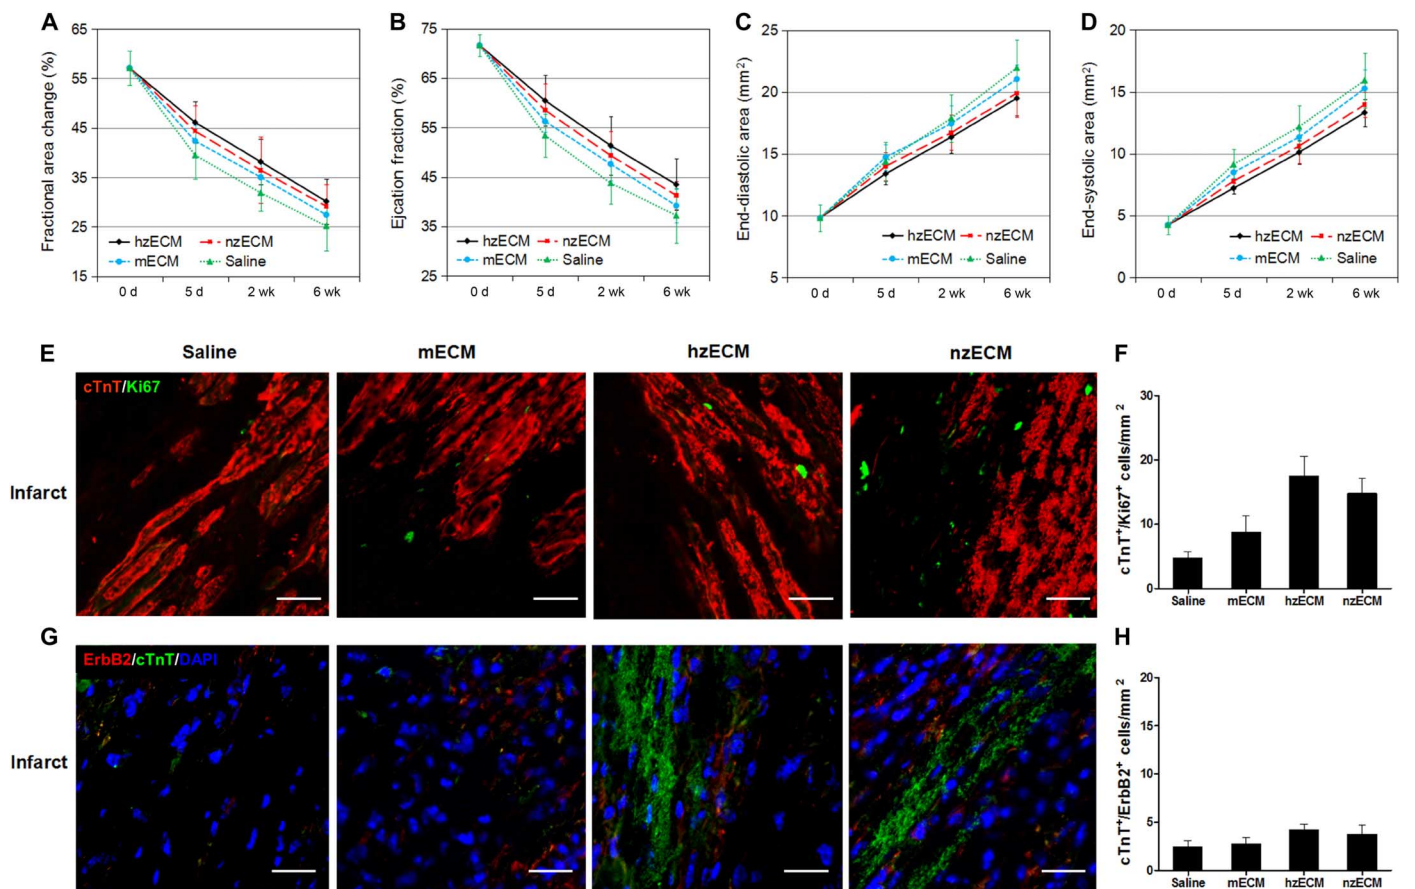 A
Fractional area change (%)
65
55
45
35
25
15
hzECM
nzECM
mECM
Saline
0 d
5 d
2 wk
6 wk
B
Ejcation fraction (%)
75
65
55
45
35
25
hzECM
nzECM
mECM
Saline
0 d
5 d
2 wk
6 wk
C
End-diastolic area (mm²)
25
20
15
10
5
hzECM
nzECM
mECM
Saline
0 d
5 d
2 wk
6 wk
D
End-systolic area (mm²)
20
15
10
5
0
hzECM
nzECM
mECM
Saline
0 d
5 d
2 wk
6 wk
E
Saline
mECM
hzECM
nzECM
cTnT/Ki67
Infarct
F
cTnT⁺/Ki67⁺ cells/mm²
30
20
10
0
Saline
mECM
hzECM
nzECM
G
ErbB2/cTnT/DAPI
Infarct
H
cTnT⁺/ErbB2⁺ cells/mm²
20
15
10
5
0
Saline
mECM
hzECM
nzECM